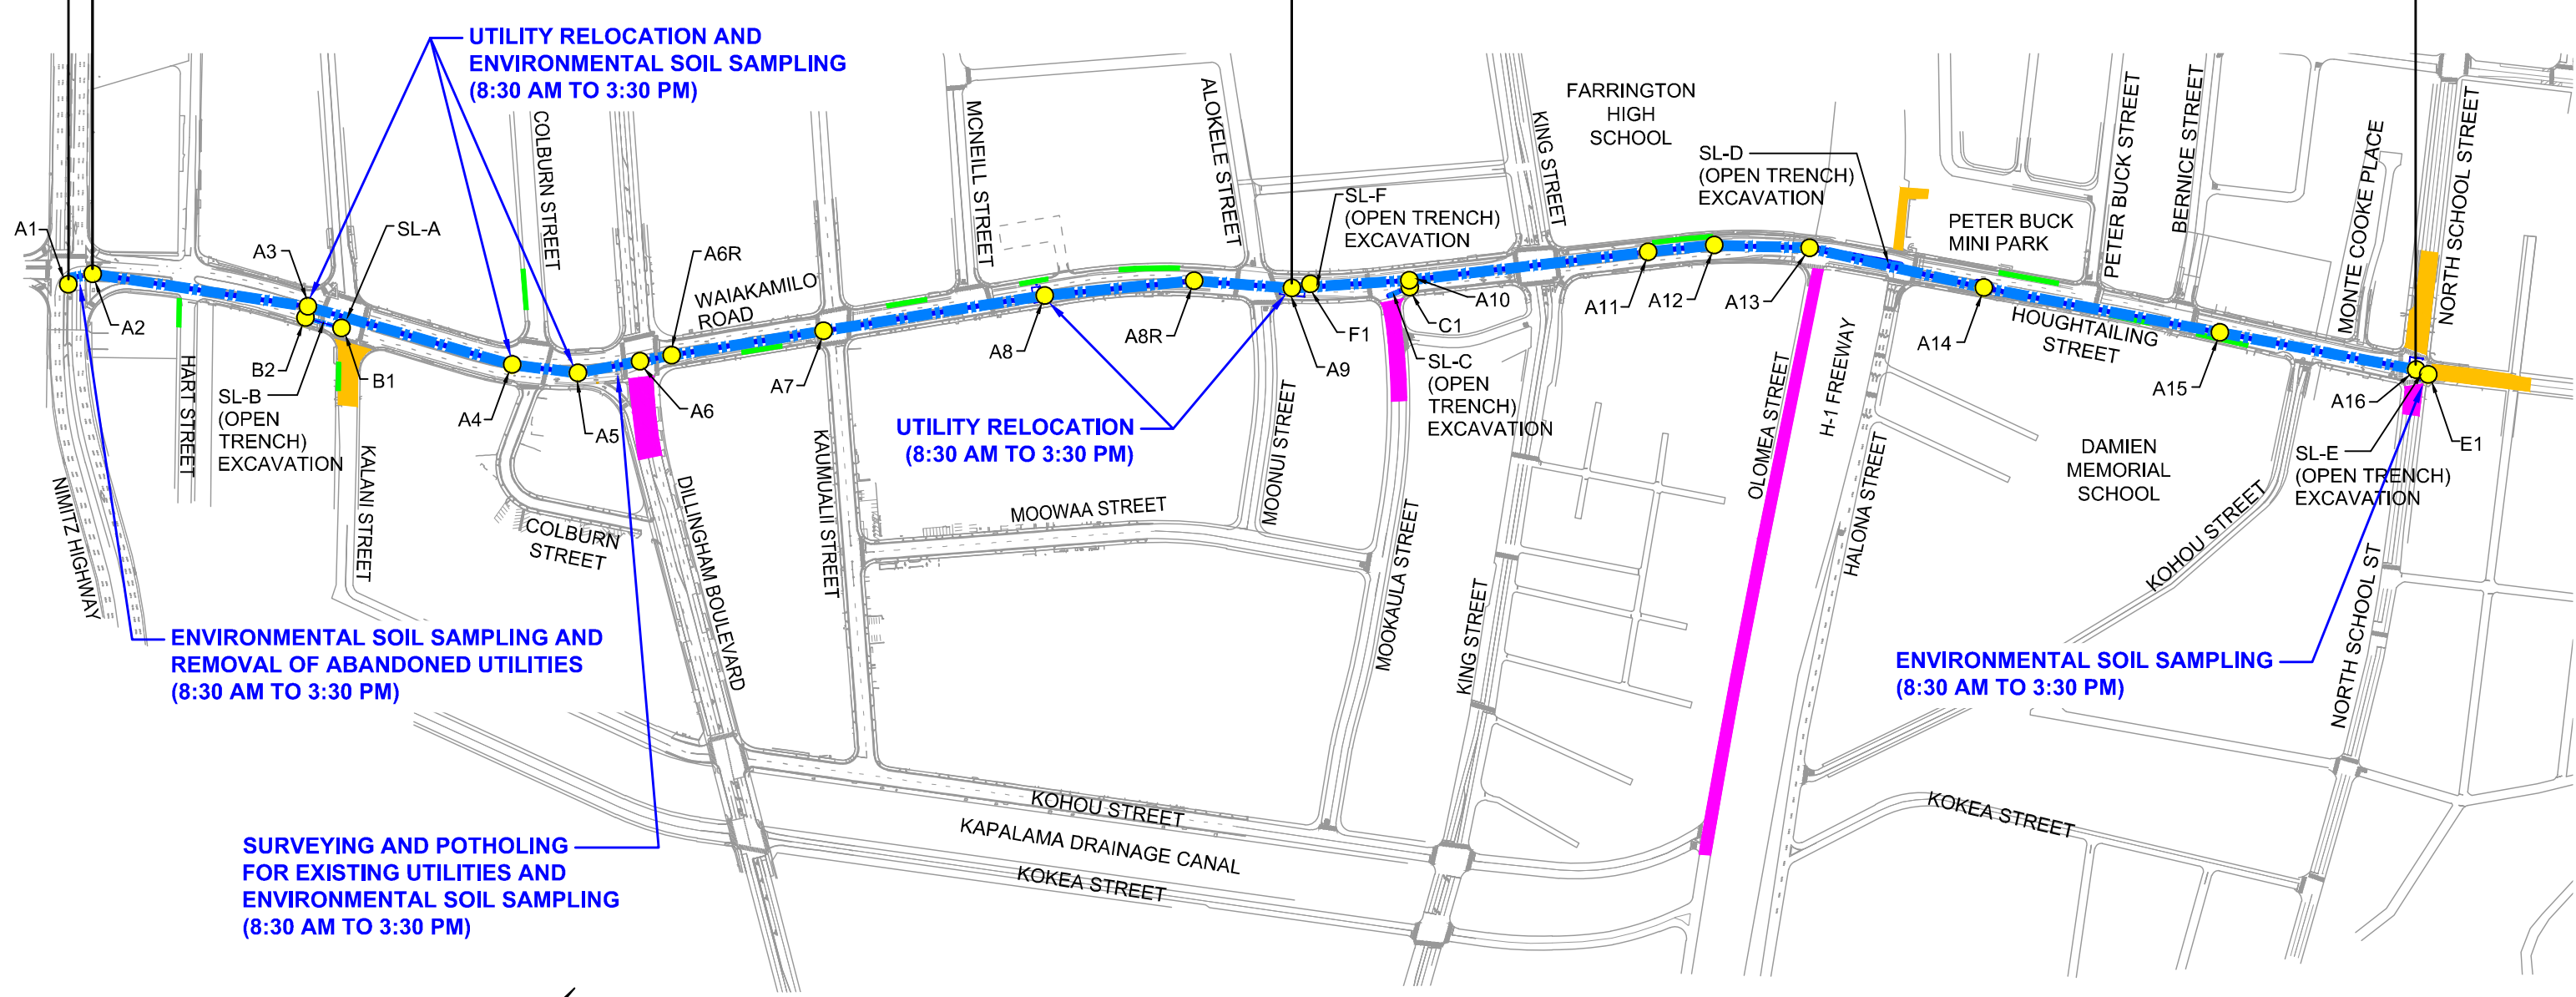 UTILITY RELOCATION AND
ENVIRONMENTAL SOIL SAMPLING
(8:30 AM TO 3:30 PM)
COLBURN STREET
MCNEILL STREET
ALOKELE STREET
KING STREET
FARRINGTON
HIGH
SCHOOL
SL-D
(OPEN TRENCH)
EXCAVATION
PETER BUCK
MINI PARK
PETER BUCK STREET
BERNICE STREET
MONTE COOKE PLACE
NORTH SCHOOL STREET
A1
A2
A3
SL-A
B2
B1
SL-B
(OPEN
TRENCH)
EXCAVATION
HART STREET
NIMITZ HIGHWAY
KALANI STREET
A4
A5
A6
A6R
WAIAKAMILO
ROAD
A7
A8
A8R
SL-F
(OPEN TRENCH)
EXCAVATION
F1
A9
A10
C1
SL-C
(OPEN
TRENCH)
EXCAVATION
A11
A12
A13
A14
HOUGHTAILING
STREET
A15
A16
E1
SL-E
(OPEN TRENCH)
EXCAVATION
UTILITY RELOCATION
(8:30 AM TO 3:30 PM)
COLBURN
STREET
DILLINGHAM BOULEVARD
KAUMUALII STREET
MOOWAA STREET
MOONUI STREET
MOOKAULA STREET
KING STREET
OLOMEA STREET
H-1 FREEWAY
HALONA STREET
DAMIEN
MEMORIAL
SCHOOL
KOHOU STREET
NORTH SCHOOL ST
ENVIRONMENTAL SOIL SAMPLING AND
REMOVAL OF ABANDONED UTILITIES
(8:30 AM TO 3:30 PM)
ENVIRONMENTAL SOIL SAMPLING
(8:30 AM TO 3:30 PM)
SURVEYING AND POTHOLING
FOR EXISTING UTILITIES AND
ENVIRONMENTAL SOIL SAMPLING
(8:30 AM TO 3:30 PM)
KOHOU STREET
KAPALAMA DRAINAGE CANAL
KOKEA STREET
KOKEA STREET